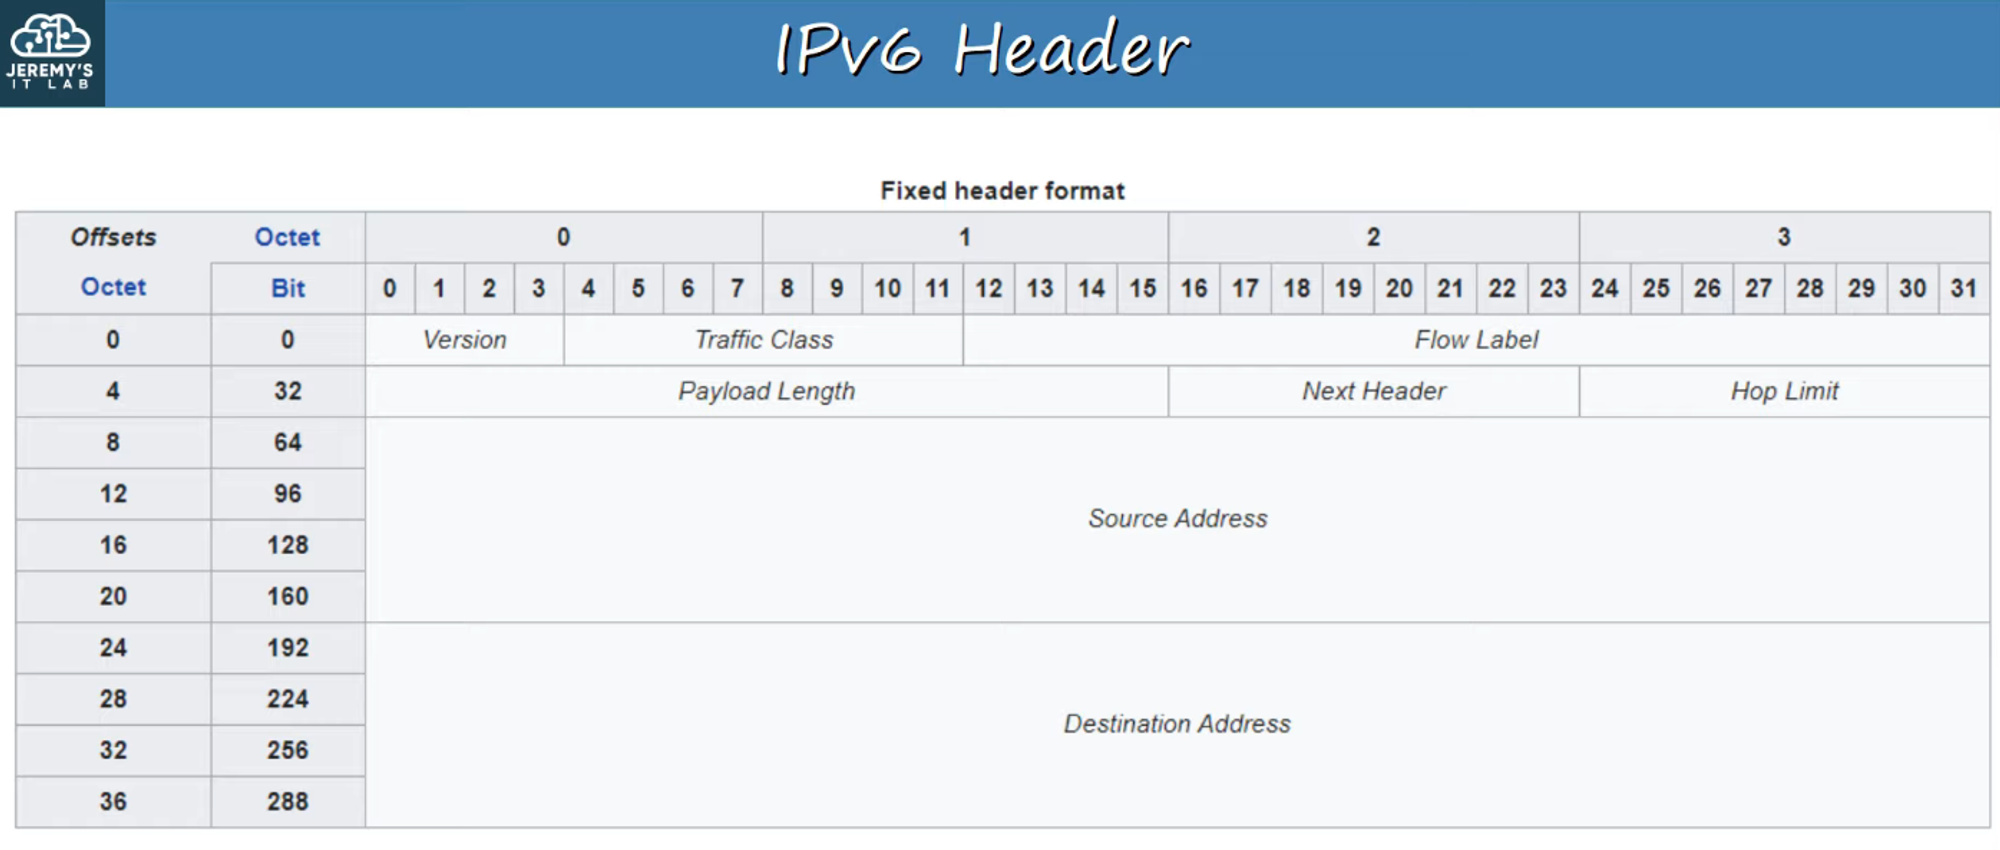 JEREMY'S
IT LAB
IPv6 Header
Fixed header format
Offsets Octet 0 1 2 3
Octet Bit 0 1 2 3 4 5 6 7 8 9 10 11 12 13 14 15 16 17 18 19 20 21 22 23 24 25 26 27 28 29 30 31
0 0 Version Traffic Class Flow Label
4 32 Payload Length Next Header Hop Limit
8 64
12 96
Source Address
16 128
20 160
24 192
28 224
Destination Address
32 256
36 288